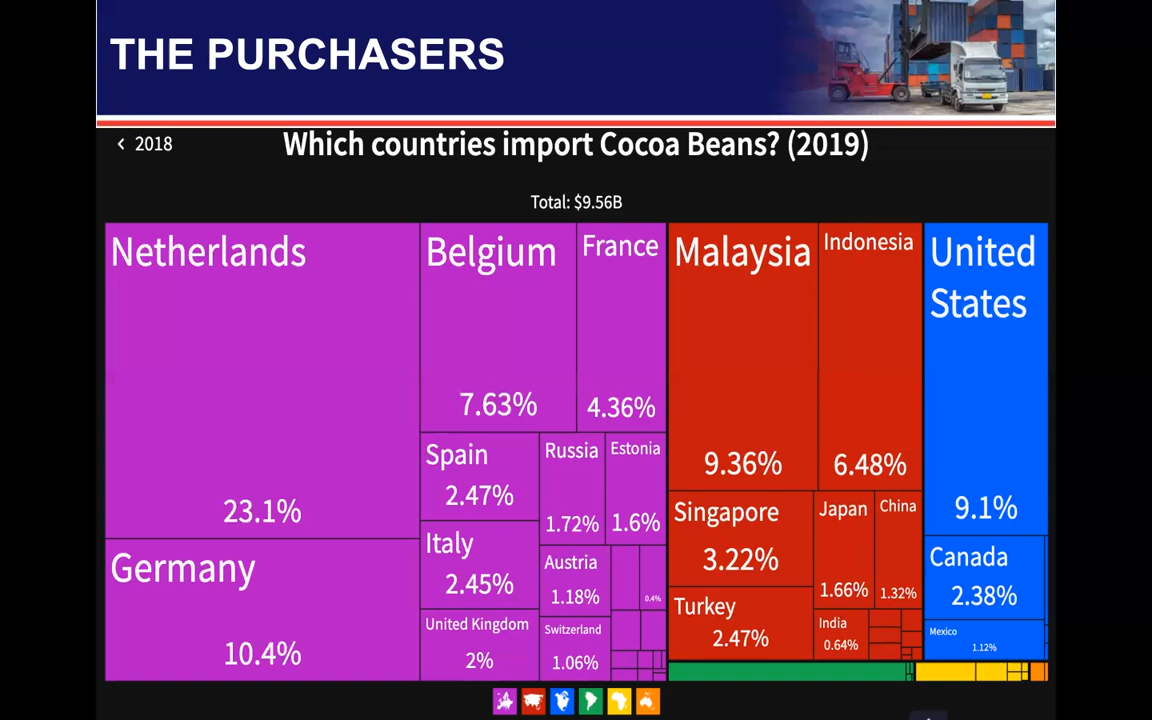 THE PURCHASERS
< 2018
Which countries import Cocoa Beans? (2019)
Total: $9.56B
Netherlands
23.1%
Germany
10.4%
Belgium
7.63%
France
4.36%
Spain
2.47%
Italy
2.45%
United Kingdom
2%
Russia
1.72%
Estonia
1.6%
Austria
1.18%
Switzerland
1.06%
0.4%
Malaysia
9.36%
Indonesia
6.48%
Singapore
3.22%
Turkey
2.47%
Japan
1.66%
China
1.32%
India
0.64%
United
States
9.1%
Canada
2.38%
Mexico
1.12%